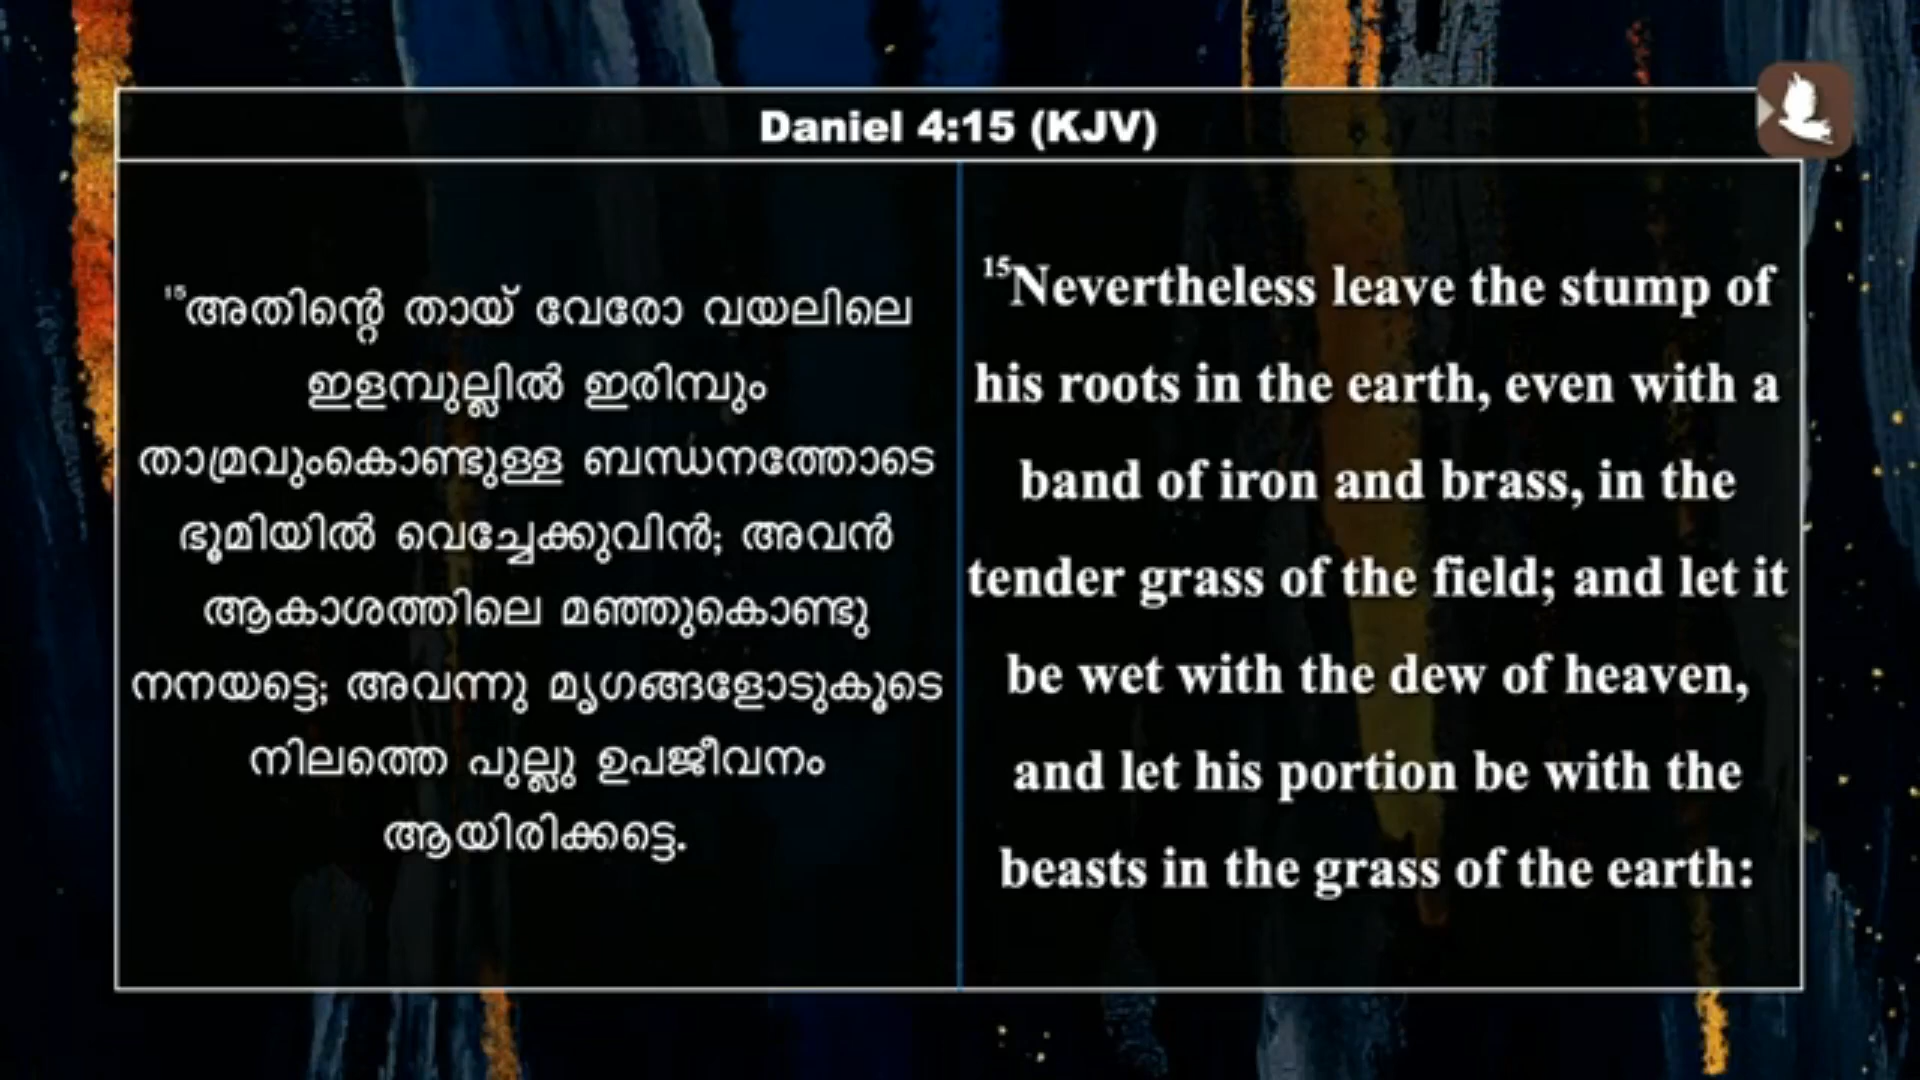 Daniel 4:15 (KJV)
¹⁵അതിന്റെ തായ് വേരോ വയലിലെ
ഇളമ്പുല്ലിൽ ഇരിമ്പും
താമ്രവുംകൊണ്ടുള്ള ബന്ധനത്തോടെ
ഭൂമിയിൽ വെച്ചേക്കുവിൻ; അവൻ
ആകാശത്തിലെ മഞ്ഞുകൊണ്ടു
നനയട്ടെ; അവന്നു മൃഗങ്ങളോടുകൂടെ
നിലത്തെ പുല്ലു ഉപജീവനം
ആയിരിക്കട്ടെ.
¹⁵Nevertheless leave the stump of
his roots in the earth, even with a
band of iron and brass, in the
tender grass of the field; and let it
be wet with the dew of heaven,
and let his portion be with the
beasts in the grass of the earth: